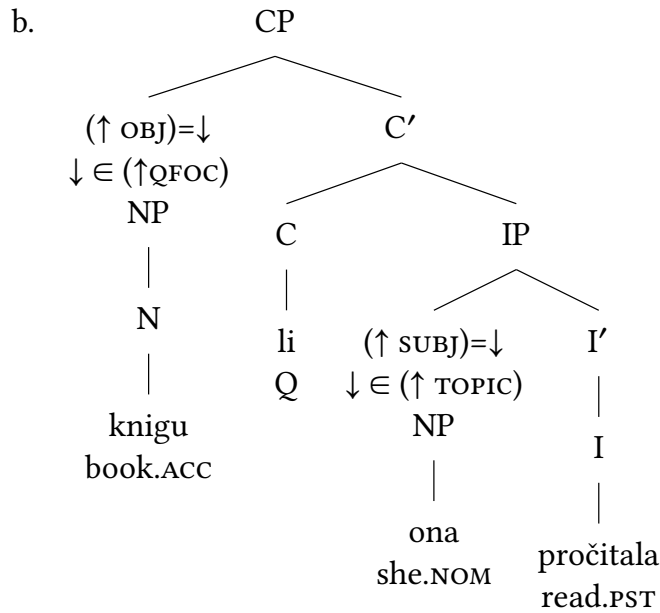 b.
CP
(↑ OBJ)=↓
↓ ∈ (↑QFOC)
NP
C′
N
C
IP
knigu
book.ACC
li
Q
(↑ SUBJ)=↓
↓ ∈ (↑ TOPIC)
NP
I′
I
ona
she.NOM
pročitala
read.PST